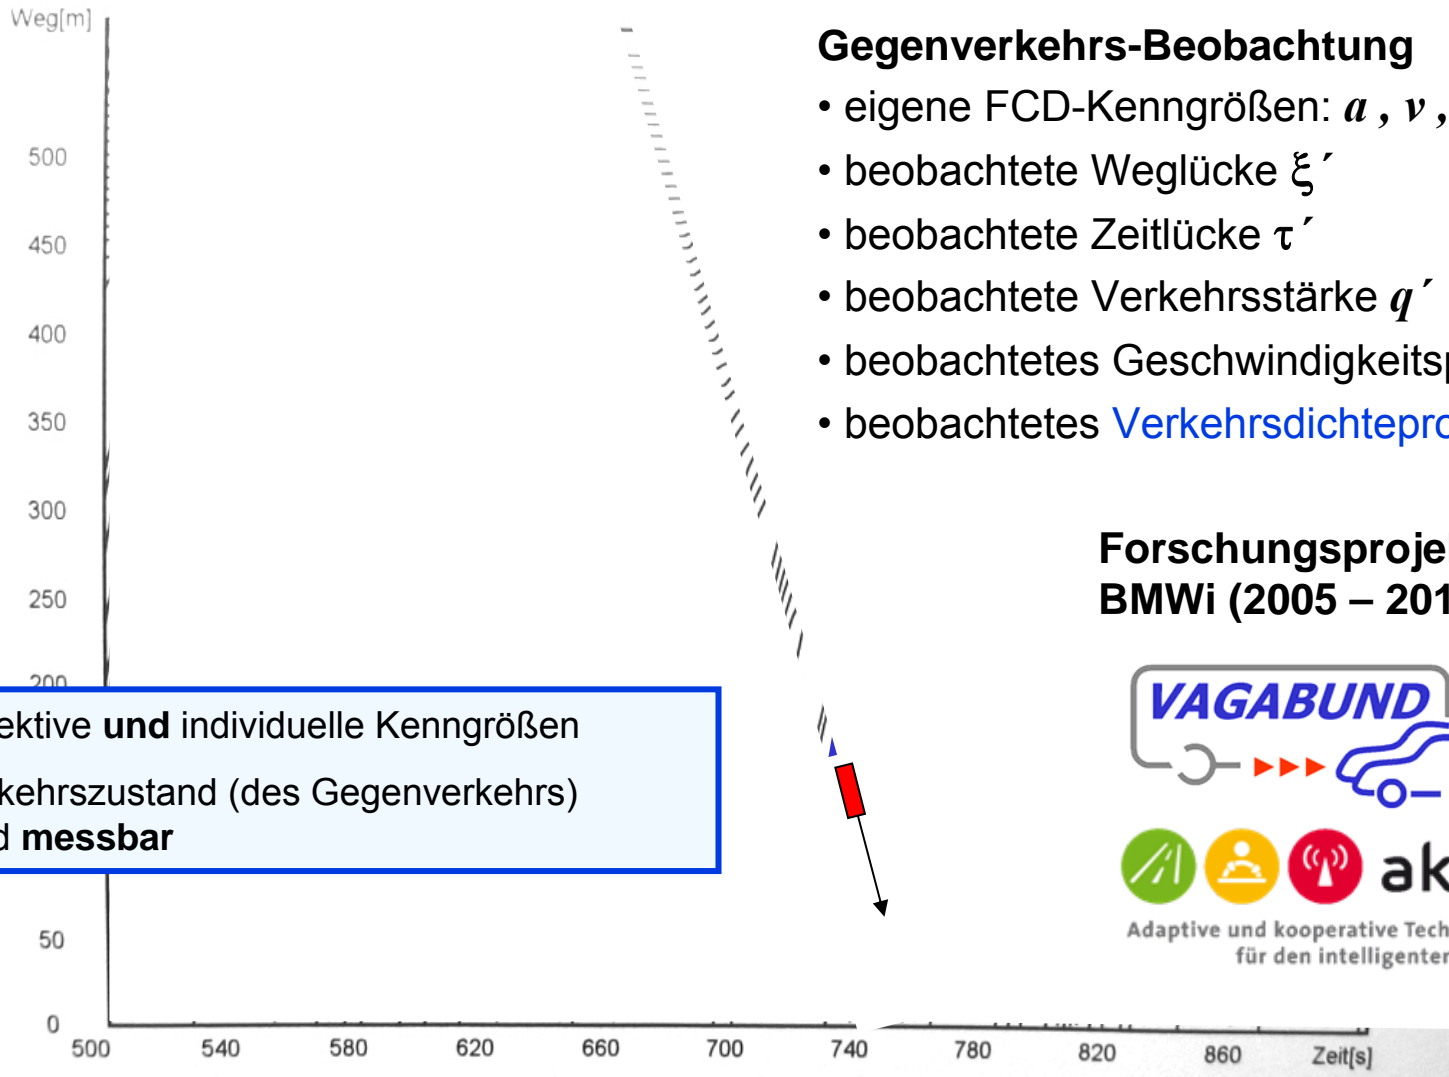 Weg[m]
500
450
400
350
300
250
200
50
0
500 540 580 620 660 700 740 780 820 860 Zeit[s]
Gegenverkehrs-Beobachtung
• eigene FCD-Kenngrößen: a , v ,
• beobachtete Weglücke ξ´
• beobachtete Zeitlücke τ´
• beobachtete Verkehrsstärke q´
• beobachtetes Geschwindigkeitsp
• beobachtetes Verkehrsdichtepro
ektive und individuelle Kenngrößen
kehrszustand (des Gegenverkehrs)
d messbar
Forschungsproje
BMWi (2005 – 201
VAGABUND
ak
Adaptive und kooperative Tech
für den intelligenten